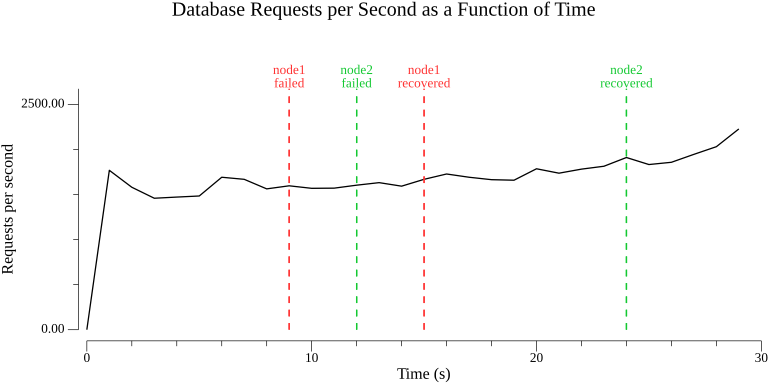 Database Requests per Second as a Function of Time
node1
failed
node2
failed
node1
recovered
node2
recovered
2500.00
Requests per second
0.00
0
10
20
30
Time (s)